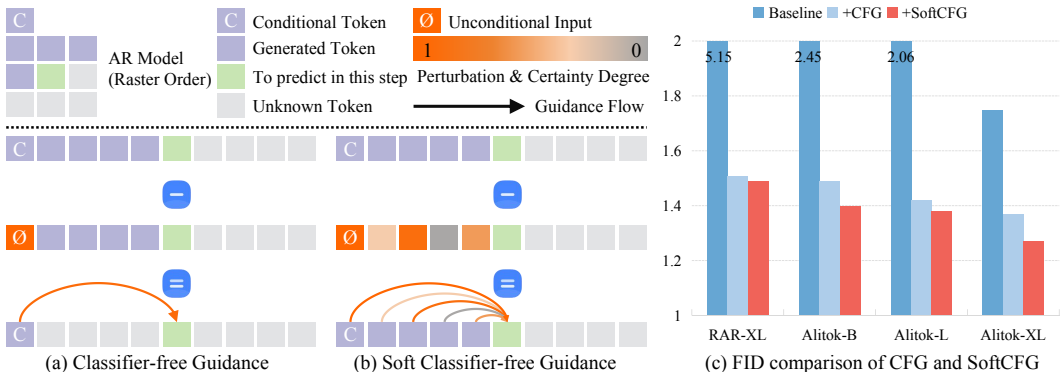 C
Conditional Token
Ø
Unconditional Input
AR Model
(Raster Order)
Generated Token
1
0
To predict in this step
Perturbation & Certainty Degree
Unknown Token
Guidance Flow
C
C
Ø
Ø
C
C
(a) Classifier-free Guidance
(b) Soft Classifier-free Guidance
Baseline
+CFG
+SoftCFG
2
1.8
1.6
1.4
1.2
1
5.15
2.45
2.06
RAR-XL
Alitok-B
Alitok-L
Alitok-XL
(c) FID comparison of CFG and SoftCFG